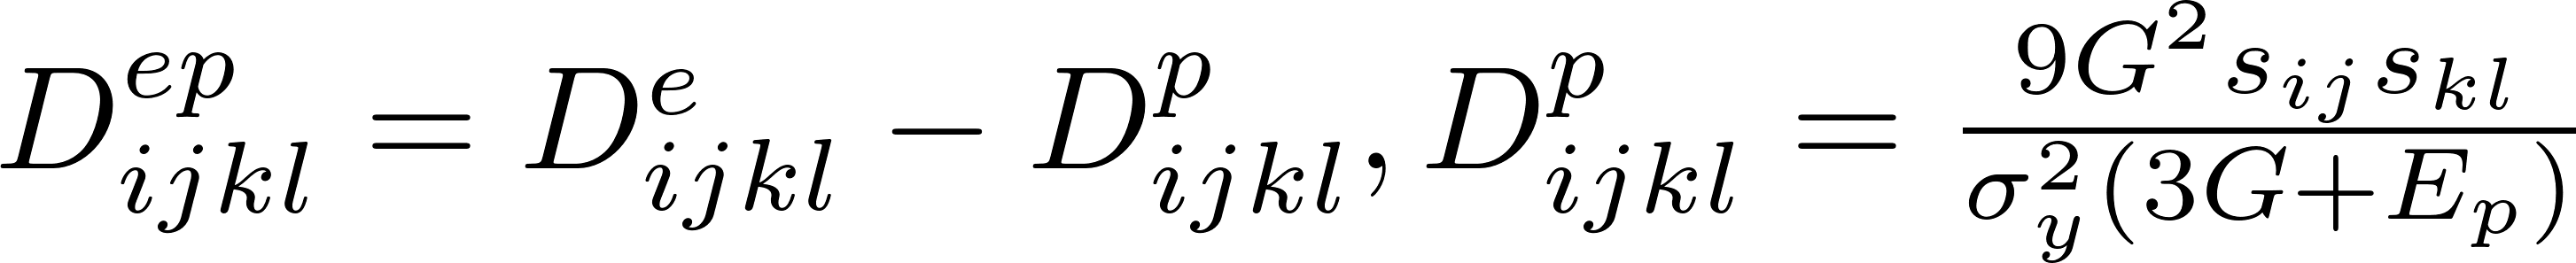 D^{ep}_{ijkl} = D^{e}_{ijkl} - D^{p}_{ijkl}, D^{p}_{ijkl} = \frac{9G^2 s_{ij} s_{kl}}{\sigma_y^2 (3G + E_p)}